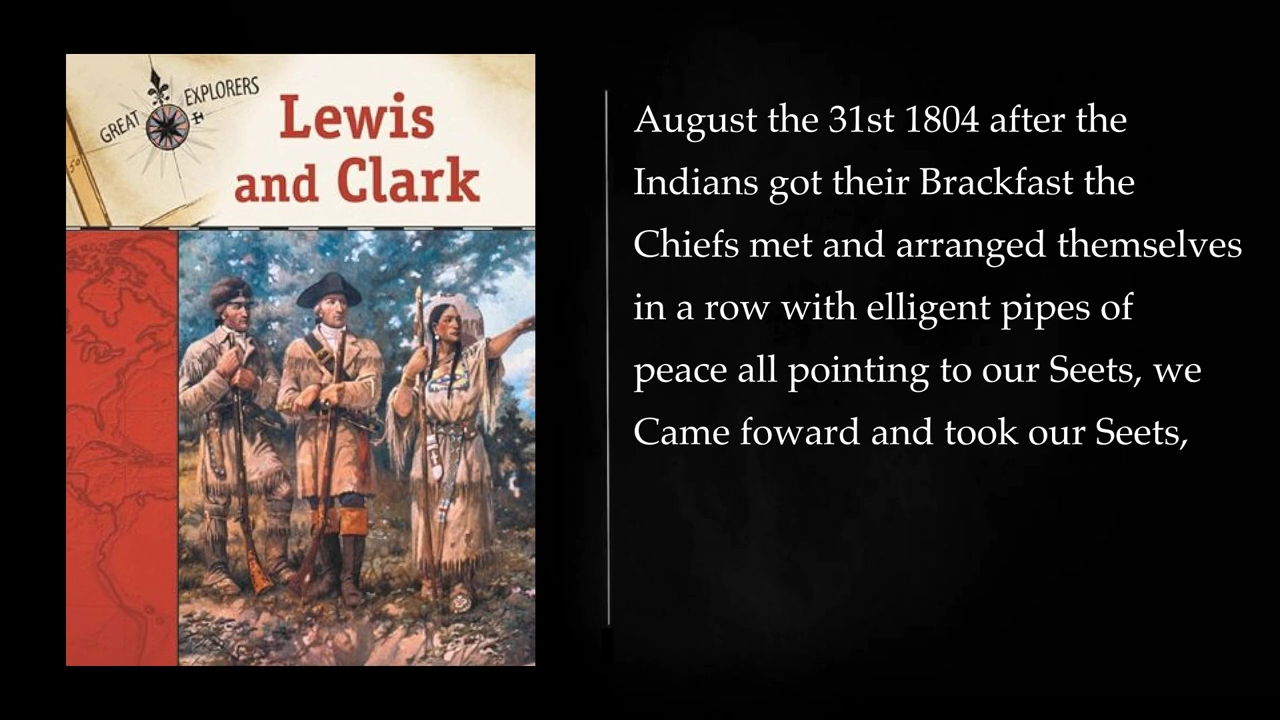 GREAT EXPLORERS
Lewis
and Clark
August the 31st 1804 after the
Indians got their Brackfast the
Chiefs met and arranged themselves
in a row with elligent pipes of
peace all pointing to our Seets, we
Came foward and took our Seets,